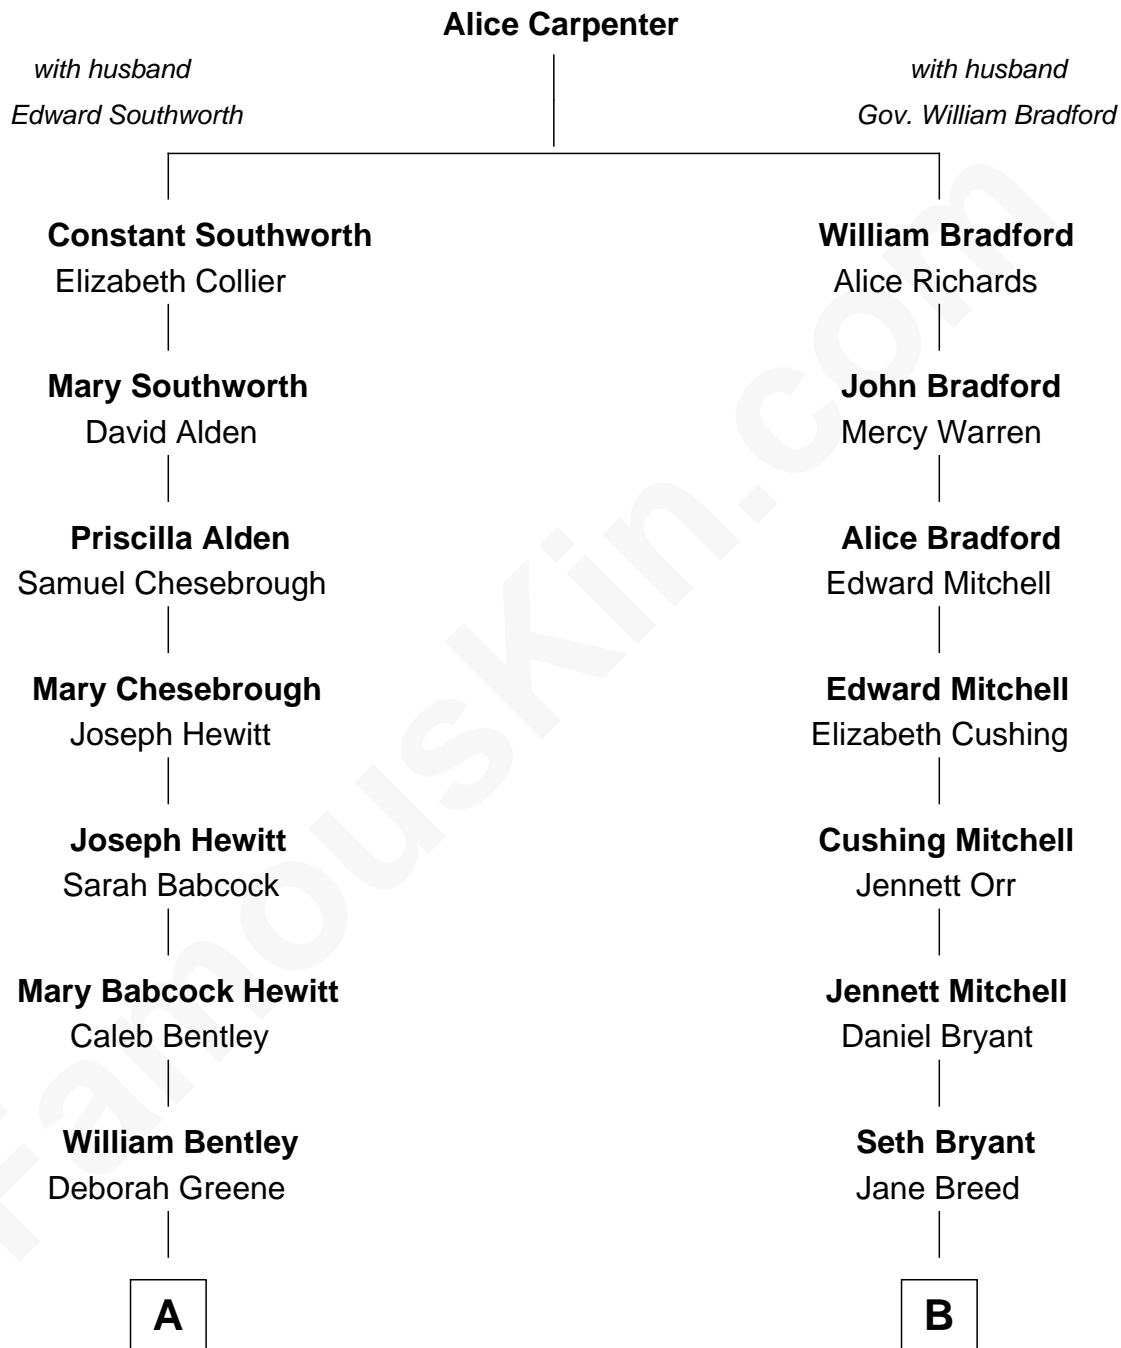 Alice Carpenter
with husband
Edward Southworth
with husband
Gov. William Bradford
Constant Southworth
Elizabeth Collier
William Bradford
Alice Richards
Mary Southworth
David Alden
John Bradford
Mercy Warren
Priscilla Alden
Samuel Chesebrough
Alice Bradford
Edward Mitchell
Mary Chesebrough
Joseph Hewitt
Edward Mitchell
Elizabeth Cushing
Joseph Hewitt
Sarah Babcock
Cushing Mitchell
Jennett Orr
Mary Babcock Hewitt
Caleb Bentley
Jennett Mitchell
Daniel Bryant
William Bentley
Deborah Greene
Seth Bryant
Jane Breed
A
B
FamousKin.com